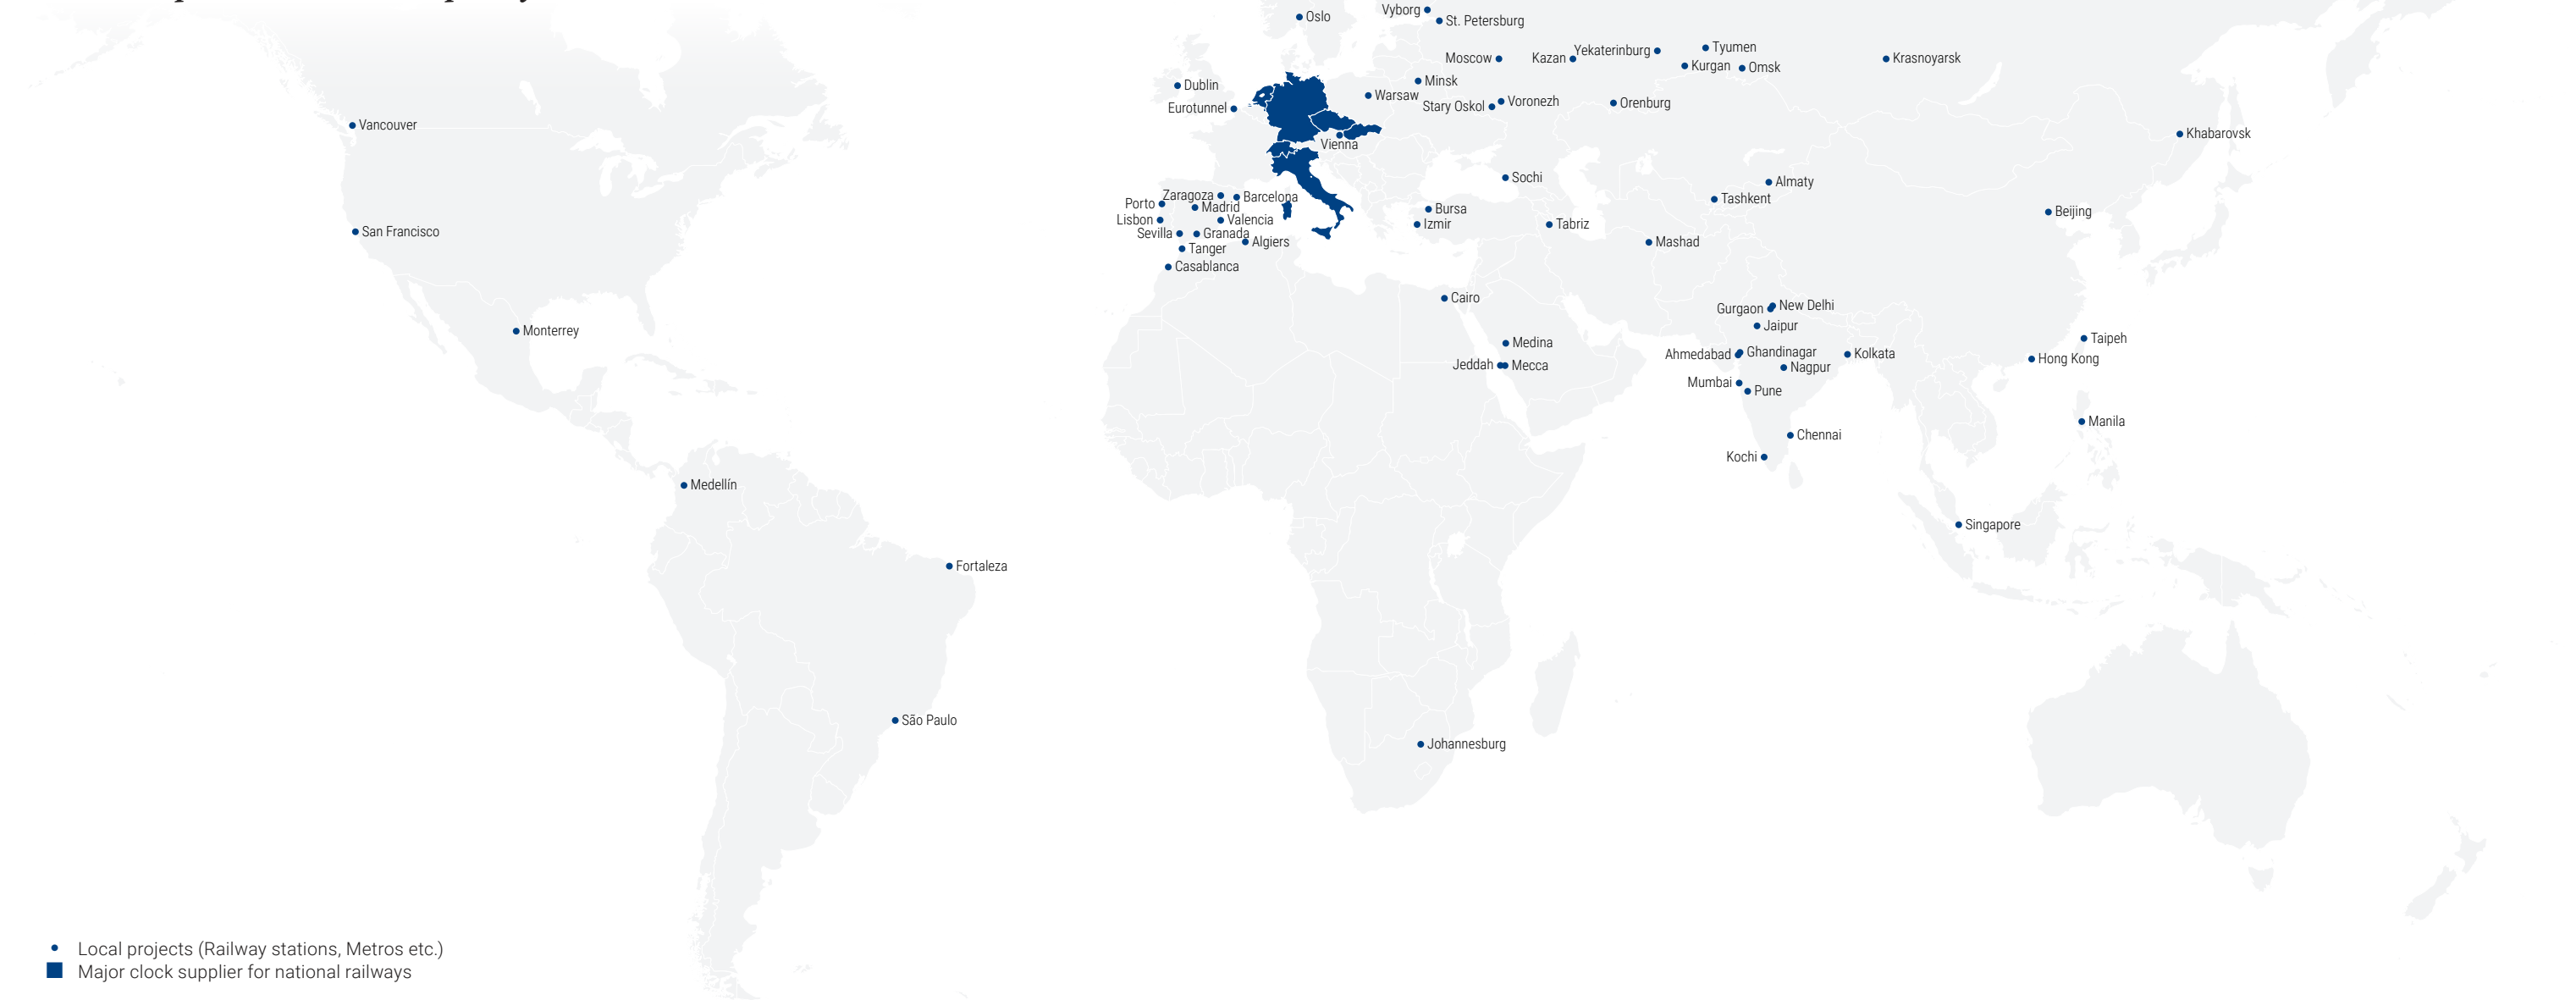 Oslo
Vyborg
St. Petersburg
Moscow
Kazan
Yekaterinburg
Tyumen
Kurgan
Omsk
Krasnoyarsk
Dublin
Minsk
Warsaw
Eurotunnel
Stary Oskol
Voronezh
Orenburg
Vancouver
Khabarovsk
Vienna
Sochi
Almaty
Zaragoza
Barcelona
Tashkent
Porto
Madrid
Bursa
Beijing
Lisbon
Valencia
Izmir
Tabriz
San Francisco
Sevilla
Granada
Algiers
Mashad
Tanger
Casablanca
Cairo
New Delhi
Gurgaon
Jaipur
Monterrey
Taipeh
Medina
Ahmedabad
Ghandinagar
Kolkata
Hong Kong
Jeddah
Mecca
Nagpur
Mumbai
Pune
Manila
Chennai
Kochi
Medellín
Singapore
Fortaleza
São Paulo
Johannesburg
Local projects (Railway stations, Metros etc.)
Major clock supplier for national railways